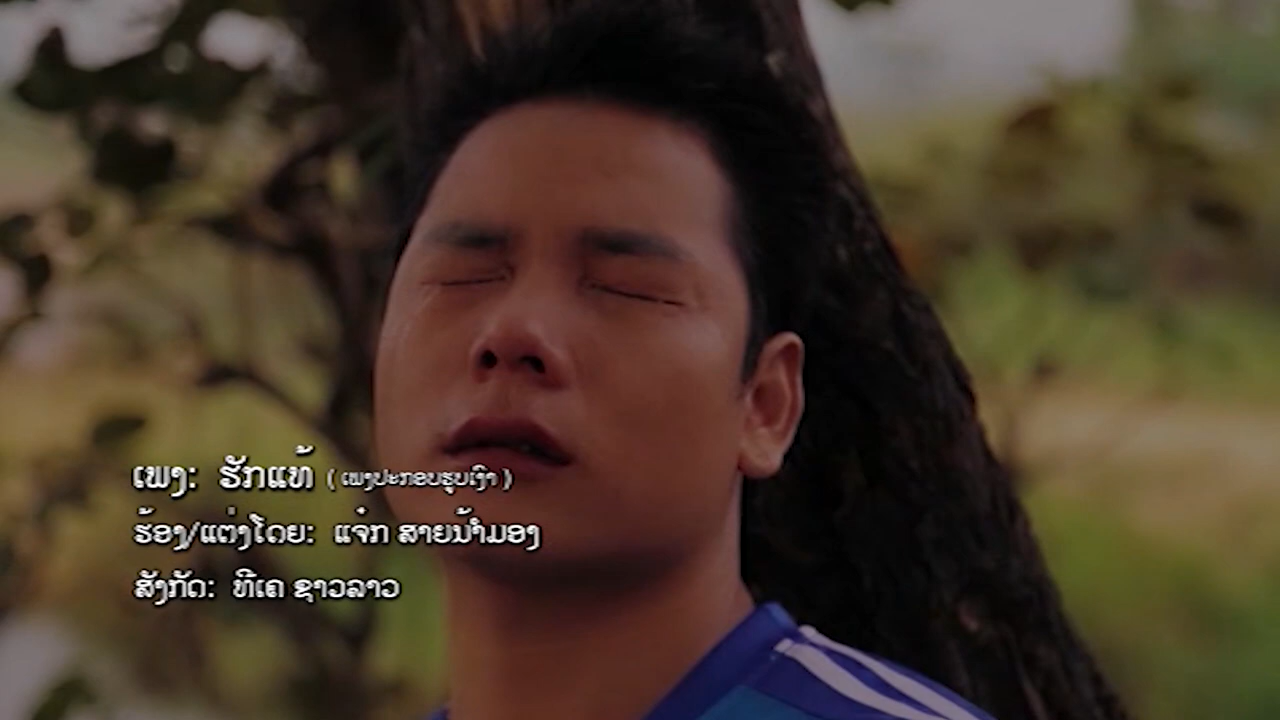 ເພງ: ຮັກແທ້ ( ເພງປະກອບຮູບເງົາ )
ຮ້ອງ/ແຕ່ງໂດຍ: ແຈ໋ກ ສາຍນ້ຳມອງ
ສັງກັດ: ທີເຄ ຊາວລາວ